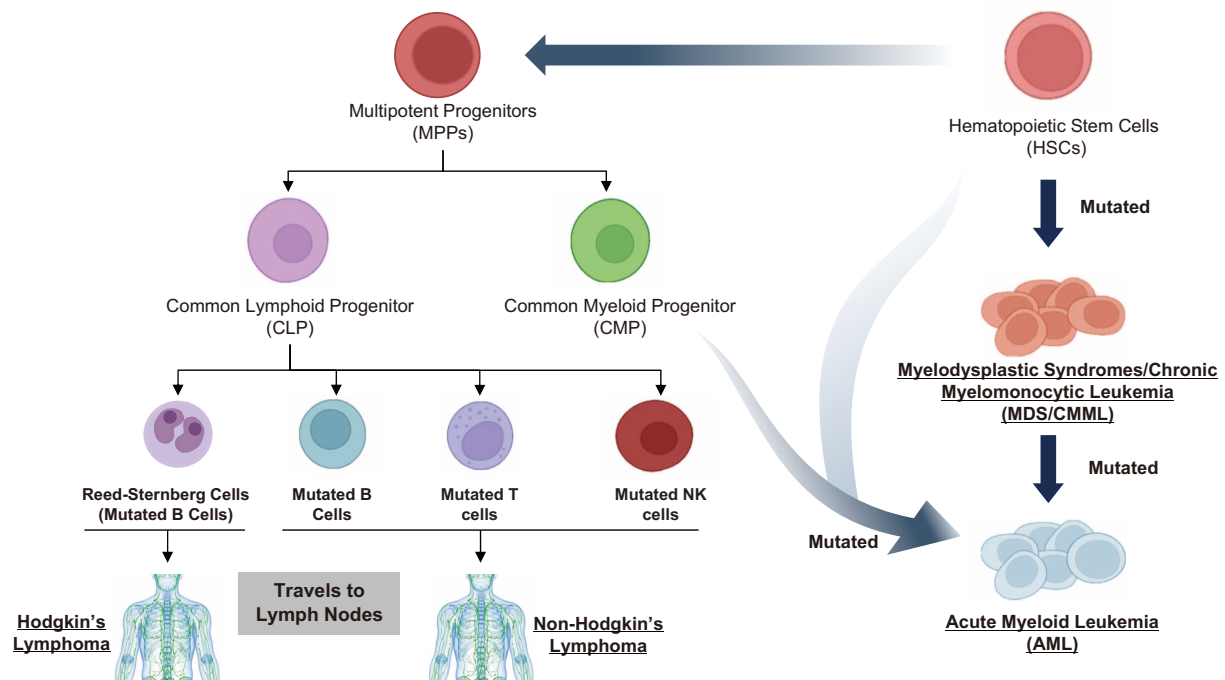 Multipotent Progenitors
(MPPs)
Hematopoietic Stem Cells
(HSCs)
Mutated
Common Lymphoid Progenitor
(CLP)
Common Myeloid Progenitor
(CMP)
Myelodysplastic Syndromes/Chronic
Myelomonocytic Leukemia
(MDS/CMML)
Mutated
Reed-Sternberg Cells
(Mutated B Cells)
Mutated B
Cells
Mutated T
cells
Mutated NK
cells
Mutated
Travels to
Lymph Nodes
Hodgkin's
Lymphoma
Non-Hodgkin's
Lymphoma
Acute Myeloid Leukemia
(AML)